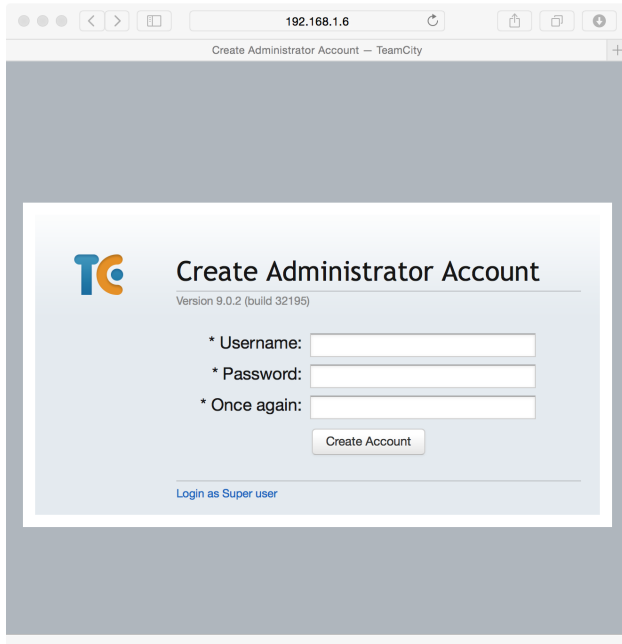 192.168.1.6
Create Administrator Account — TeamCity
TC
Create Administrator Account
Version 9.0.2 (build 32195)
* Username:
* Password:
* Once again:
Create Account
Login as Super user